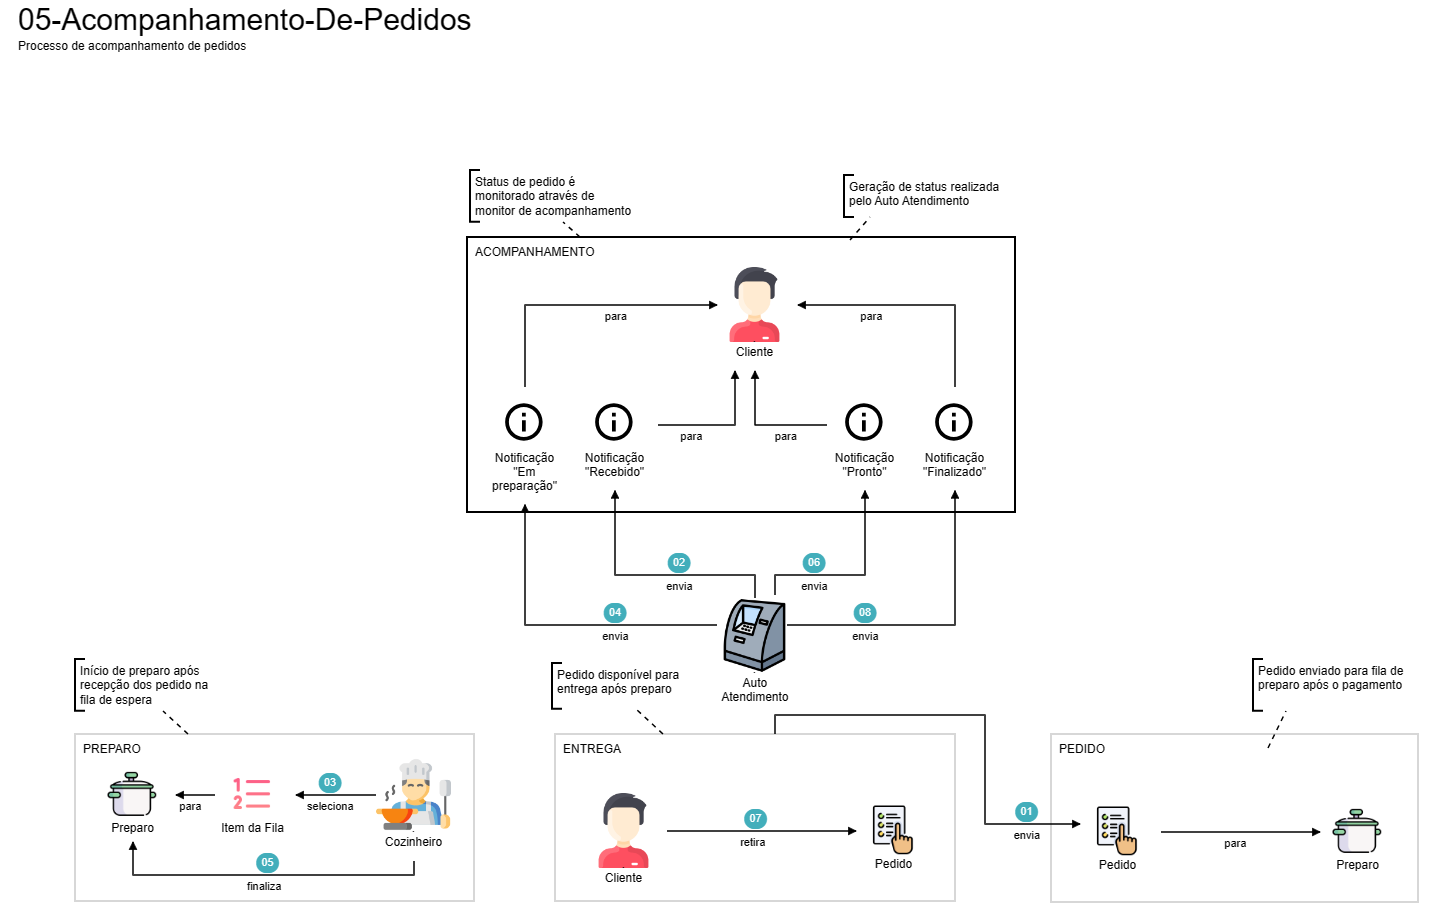 05-Acompanhamento-De-Pedidos
Processo de acompanhamento de pedidos
Status de pedido é
monitorado através de
monitor de acompanhamento
Geração de status realizada
pelo Auto Atendimento
ACOMPANHAMENTO
para
para
Cliente
para
para
Notificação
"Em
preparação"
Notificação
"Recebido"
Notificação
"Pronto"
Notificação
"Finalizado"
02
envia
06
envia
04
envia
08
envia
Auto
Atendimento
Início de preparo após
recepção dos pedido na
fila de espera
Pedido disponível para
entrega após preparo
Pedido enviado para fila de
preparo após o pagamento
PREPARO
Preparo
para
Item da Fila
03
seleciona
Cozinheiro
05
finaliza
ENTREGA
Cliente
07
retira
Pedido
01
envia
PEDIDO
Pedido
para
Preparo